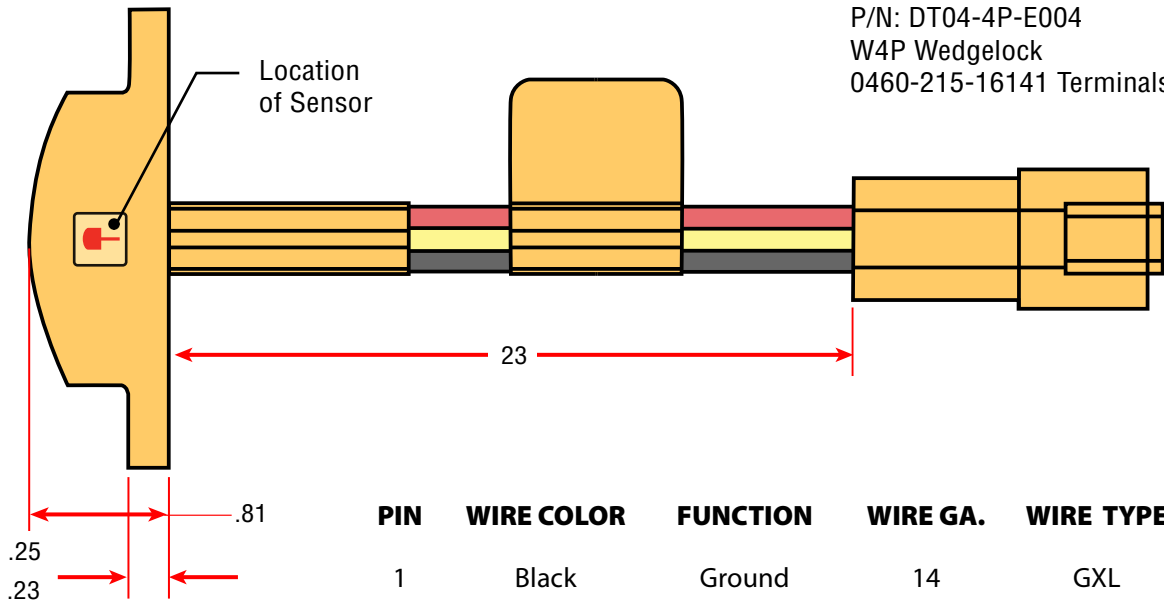 P/N: DT04-4P-E004
W4P Wedgelock
0460-215-16141 Terminals
Location
of Sensor
23
.81
.25
.23
PIN WIRE COLOR FUNCTION WIRE GA. WIRE TYPE
1 Black Ground 14 GXL